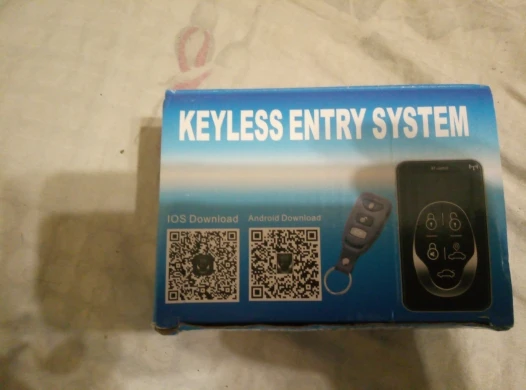 KEYLESS ENTRY SYSTEM
IOS Download
Android Download